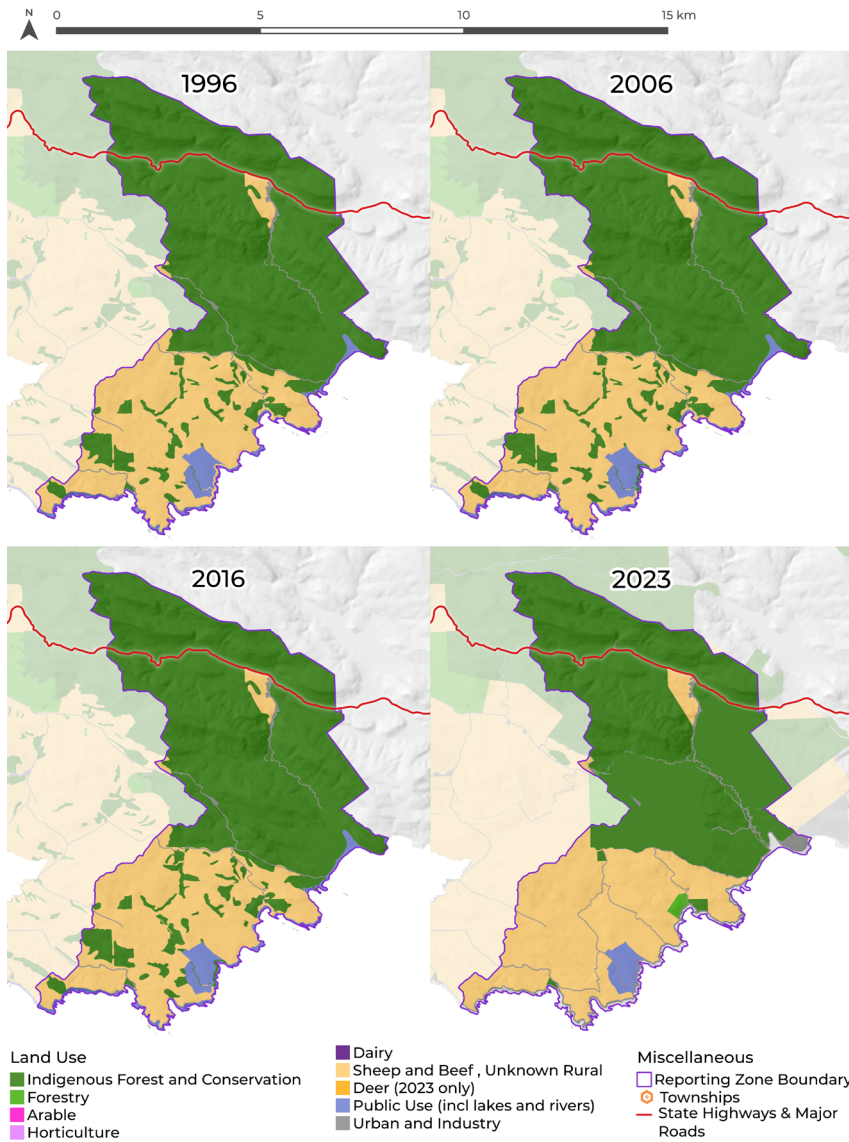 N
0 5 10 15 km
1996
2006
2016
2023
Land Use
Indigenous Forest and Conservation
Forestry
Arable
Horticulture
Dairy
Sheep and Beef , Unknown Rural
Deer (2023 only)
Public Use (incl lakes and rivers)
Urban and Industry
Miscellaneous
Reporting Zone Boundary
Townships
State Highways & Major
Roads